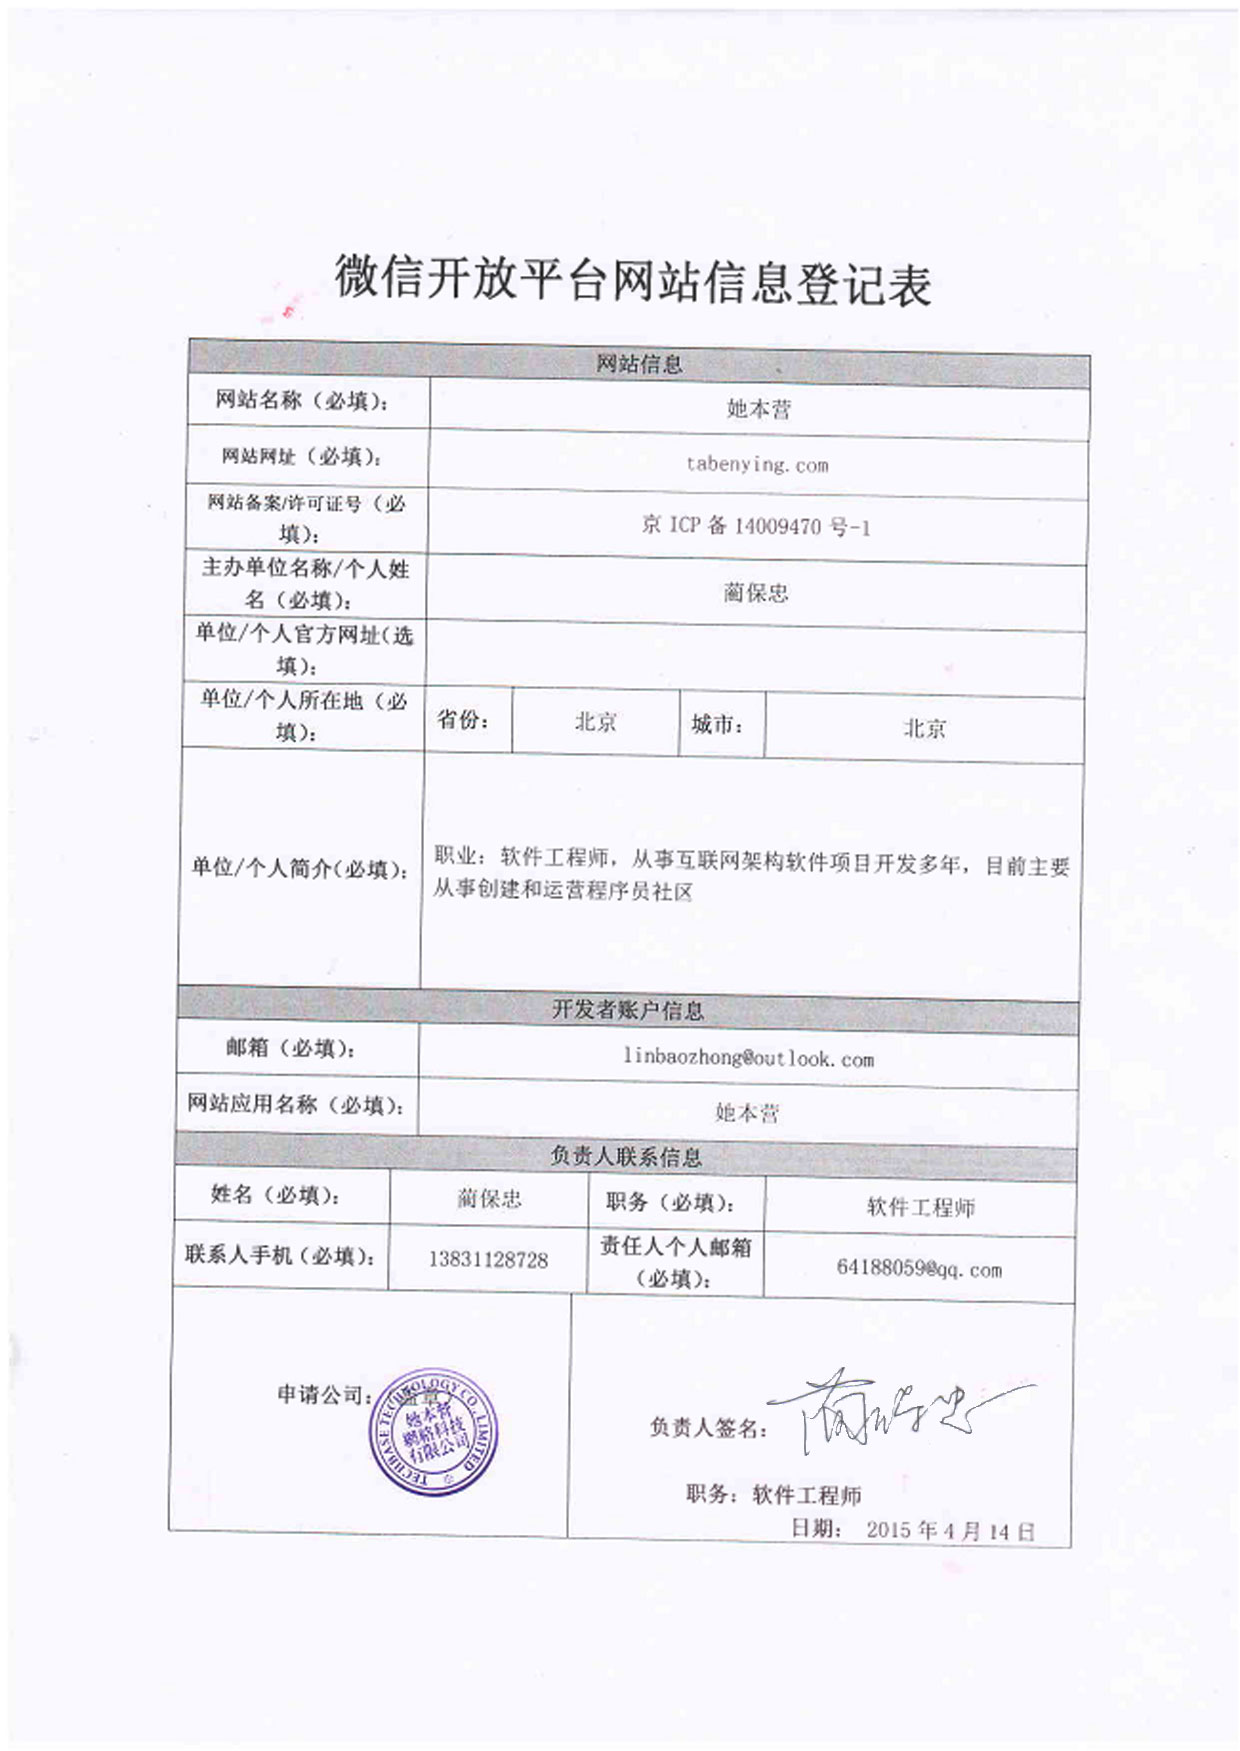 微信开放平台网站信息登记表
网站信息
网站名称（必填）： 她本营
网站网址（必填）： tabenying.com
网站备案/许可证号（必
填）： 京 ICP 备 14009470 号-1
主办单位名称/个人姓
名（必填）： 蔺保忠
单位/个人官方网址（选
填）：
单位/个人所在地（必
填）： 省份： 北京 城市： 北京
单位/个人简介（必填）：
职业：软件工程师，从事互联网架构软件项目开发多年，目前主要
从事创建和运营程序员社区
开发者账户信息
邮箱（必填）： linbaozhong@outlook.com
网站应用名称（必填）： 她本营
负责人联系信息
姓名（必填）： 蔺保忠 职务（必填）： 软件工程师
联系人手机（必填）： 13831128728 责任人个人邮箱
（必填）： 64188059@qq.com
申请公司：
TECHBASE TECHNOLOGY CO., LIMITED
她本营
科技
有限公司
负责人签名： 蔺保忠
职务：软件工程师
日期： 2015 年 4 月 14 日